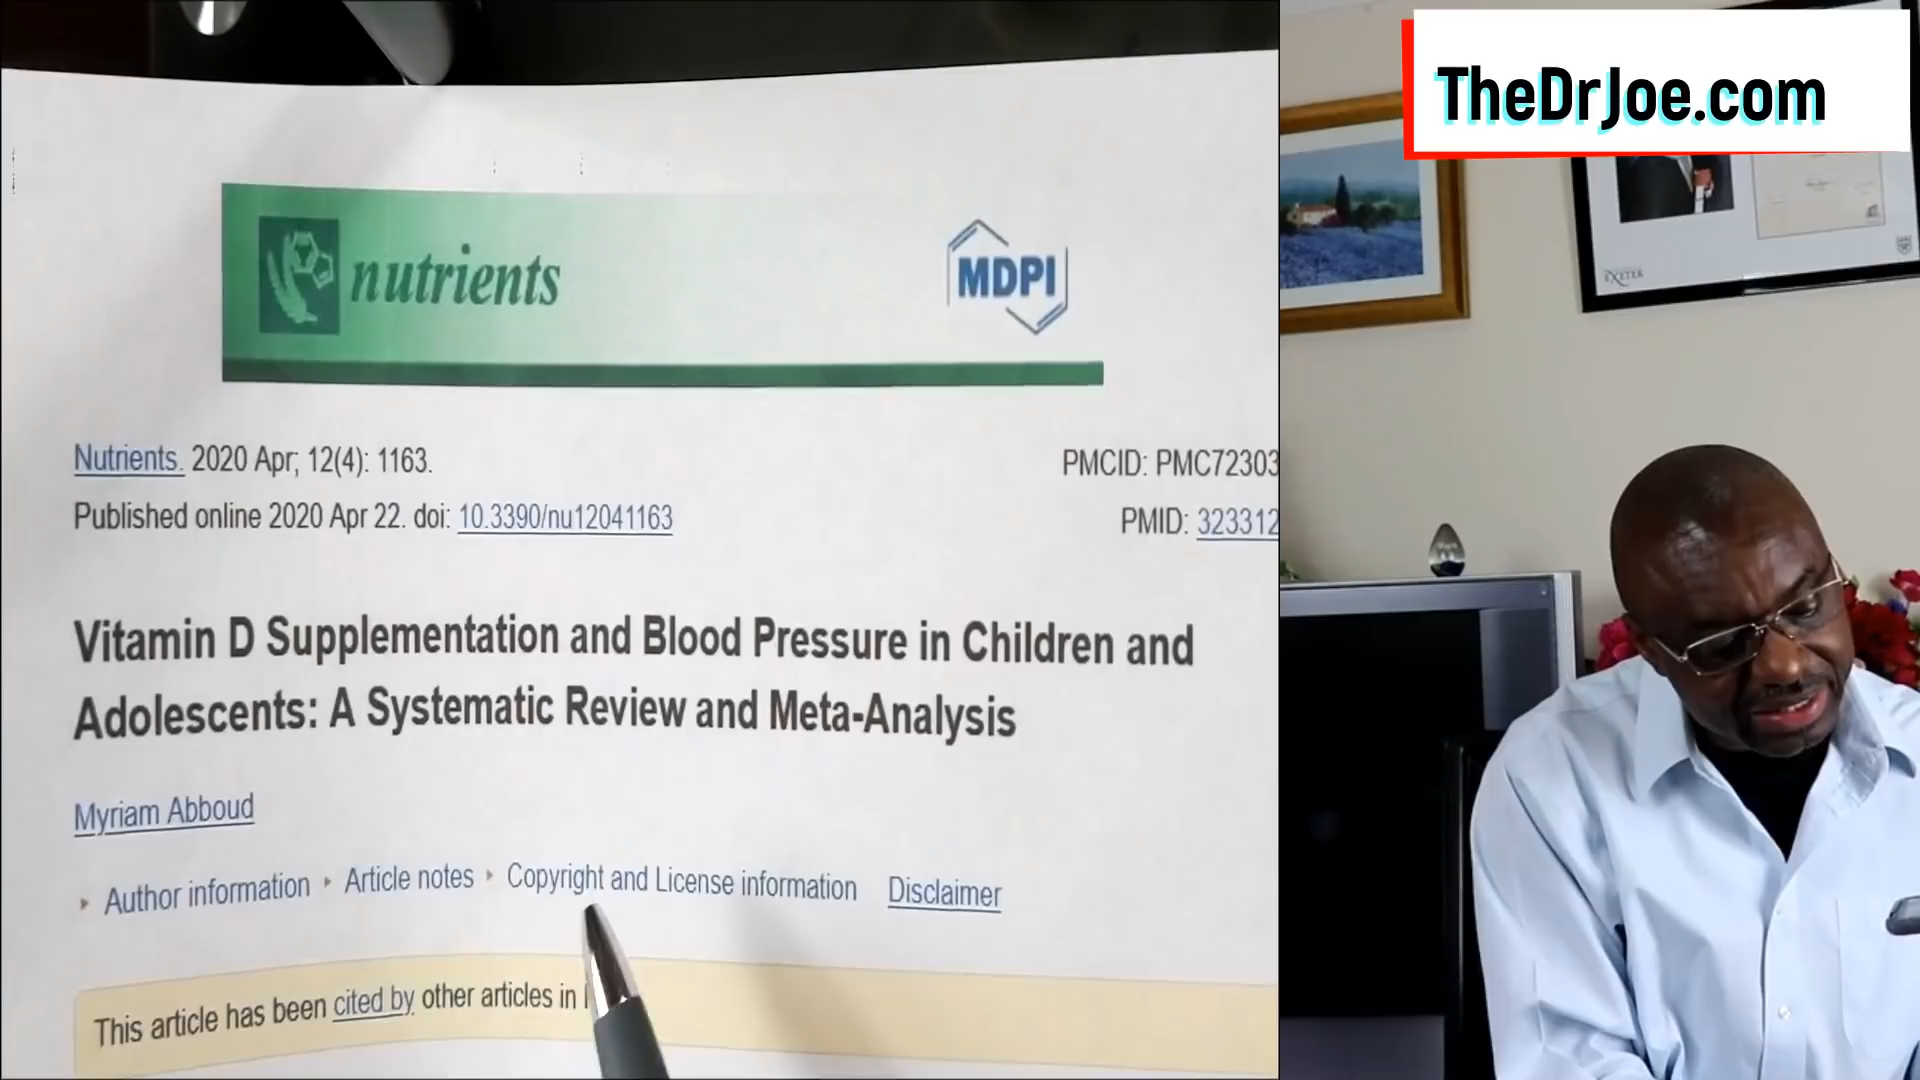 nutrients
MDPI
Nutrients. 2020 Apr; 12(4): 1163.
Published online 2020 Apr 22. doi: 10.3390/nu12041163
PMCID: PMC72303
PMID: 323312
Vitamin D Supplementation and Blood Pressure in Children and
Adolescents: A Systematic Review and Meta-Analysis
Myriam Abboud
Author information
Article notes
Copyright and License information
Disclaimer
This article has been cited by other articles in
TheDrJoe.com
EXETER